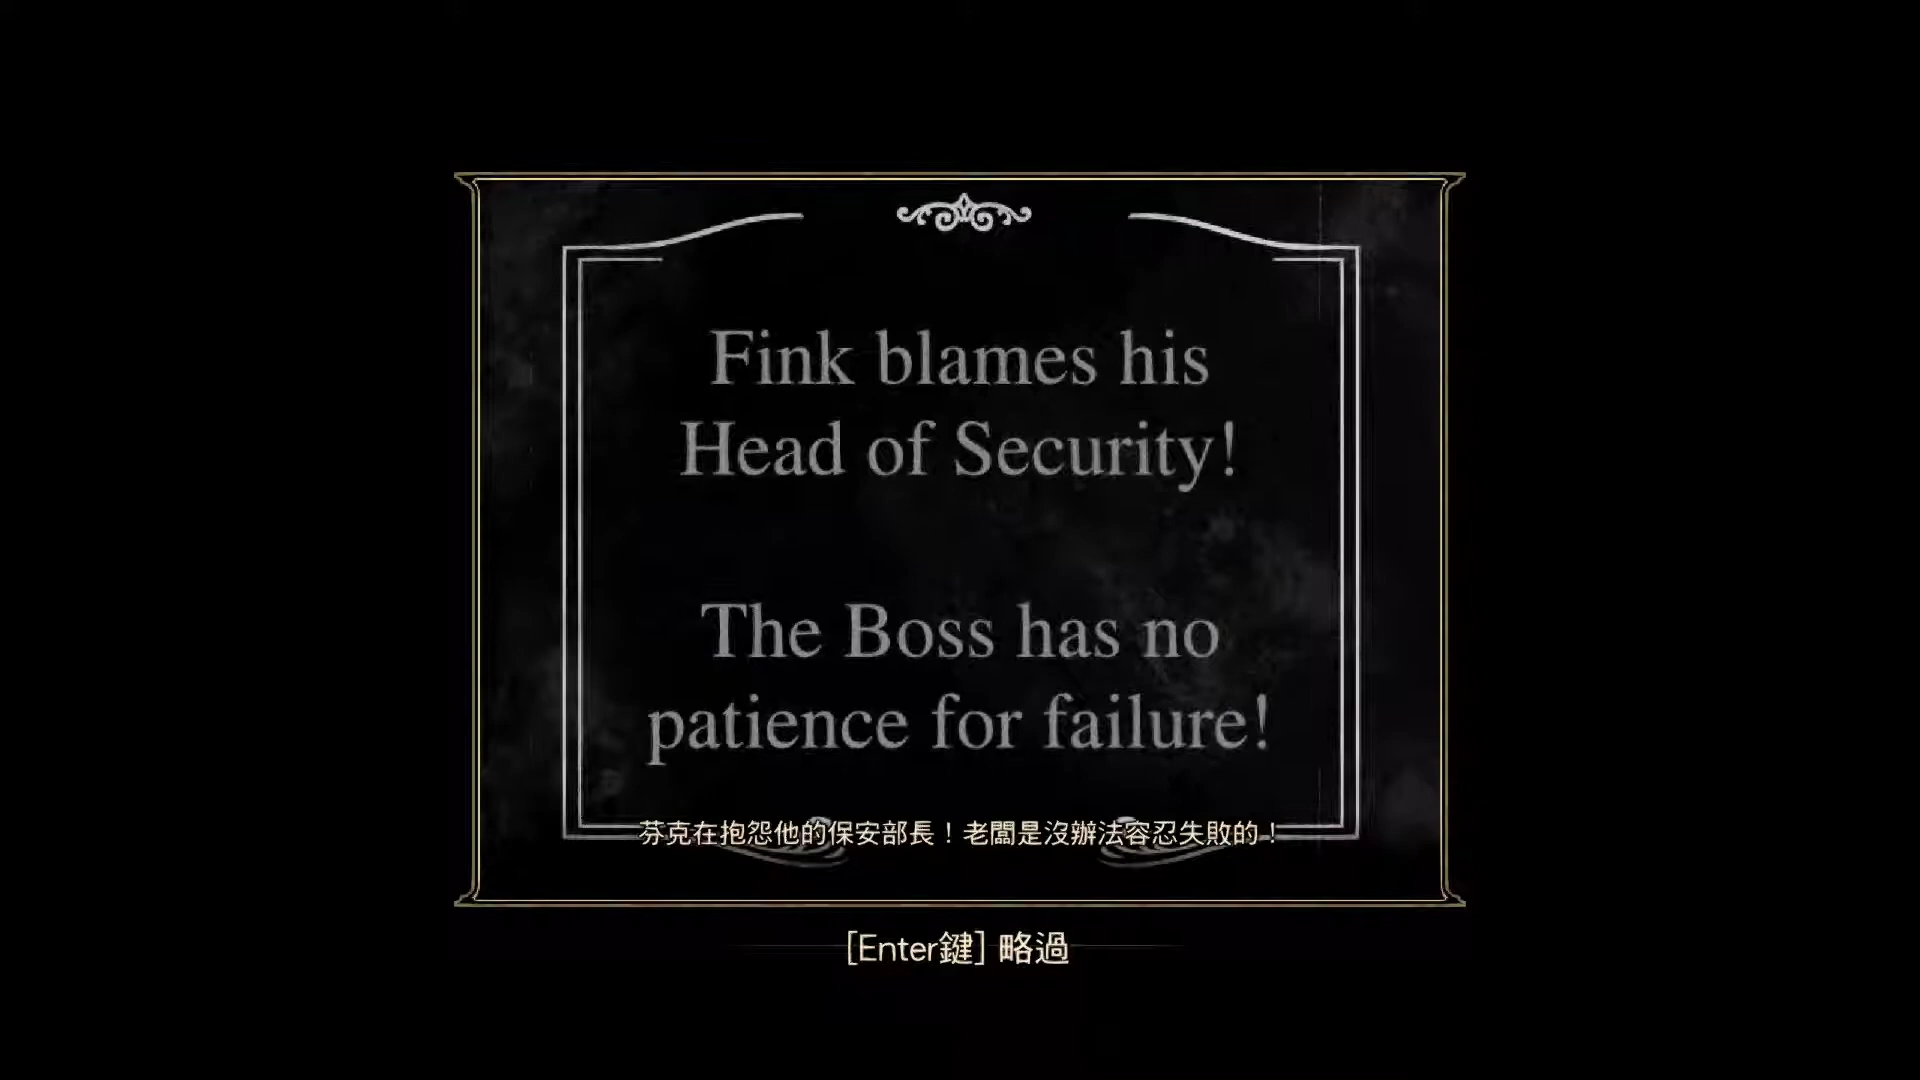 Fink blames his
Head of Security!
The Boss has no
patience for failure!
芬克在抱怨他的保安部長！老闆是沒辦法容忍失敗的！
[Enter鍵] 略過